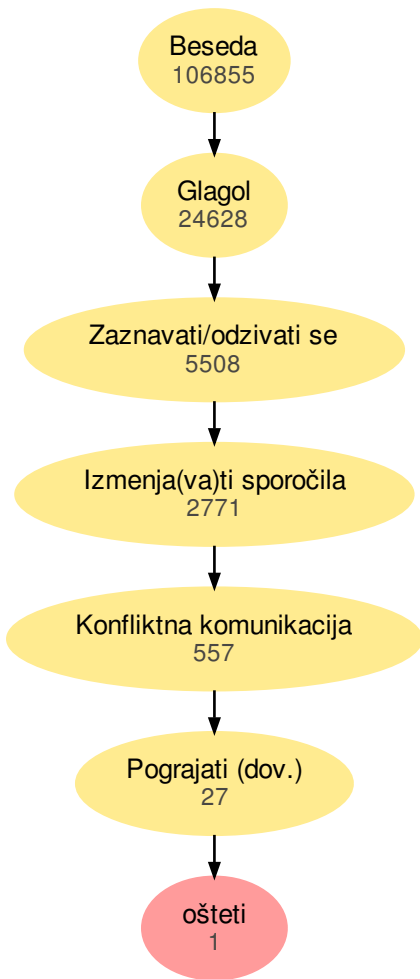 Beseda
106855
Glagol
24628
Zaznavati/odzivati se
5508
Izmenja(va)ti sporočila
2771
Konfliktna komunikacija
557
Pograjati (dov.)
27
ošteti
1